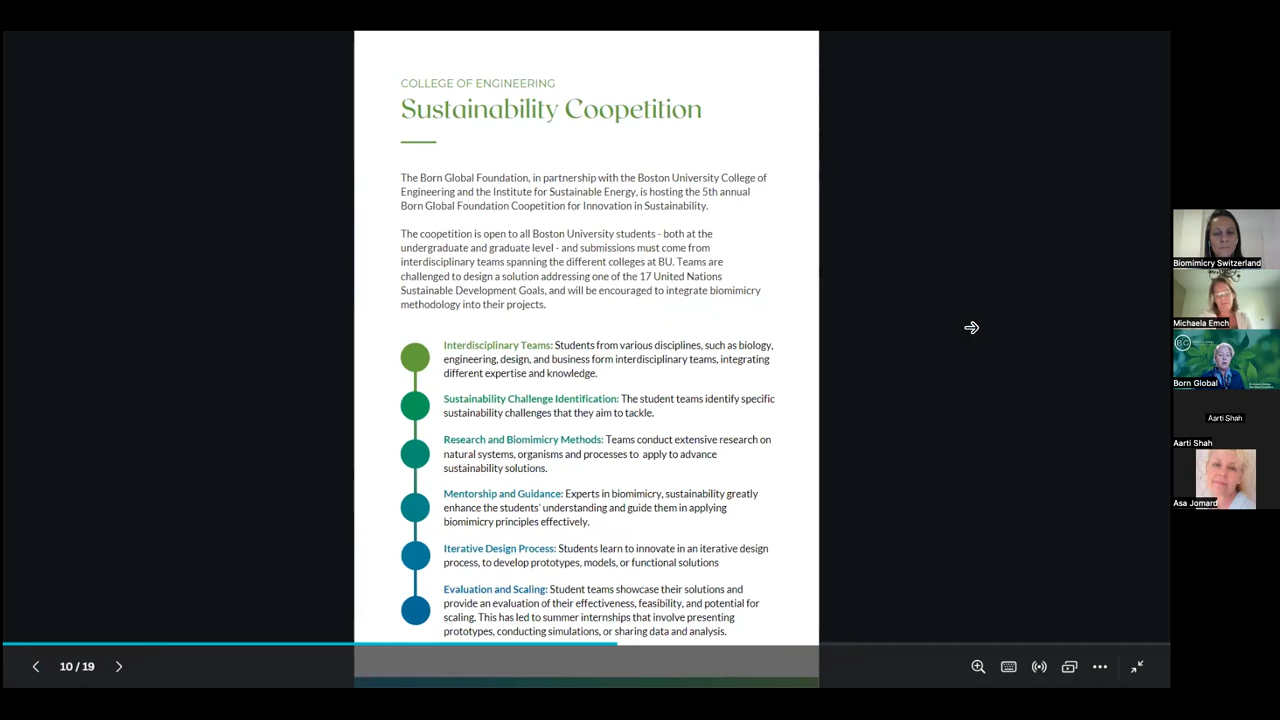 COLLEGE OF ENGINEERING
Sustainability Coopetition
The Born Global Foundation, in partnership with the Boston University College of
Engineering and the Institute for Sustainable Energy, is hosting the 5th annual
Born Global Foundation Coopetition for Innovation in Sustainability.
The coopetition is open to all Boston University students - both at the
undergraduate and graduate level - and submissions must come from
interdisciplinary teams spanning the different colleges at BU. Teams are
challenged to design a solution addressing one of the 17 United Nations
Sustainable Development Goals, and will be encouraged to integrate biomimicry
methodology into their projects.
Interdisciplinary Teams: Students from various disciplines, such as biology,
engineering, design, and business form interdisciplinary teams, integrating
different expertise and knowledge.
Sustainability Challenge Identification: The student teams identify specific
sustainability challenges that they aim to tackle.
Research and Biomimicry Methods: Teams conduct extensive research on
natural systems, organisms and processes to apply to advance
sustainability solutions.
Mentorship and Guidance: Experts in biomimicry, sustainability greatly
enhance the students' understanding and guide them in applying
biomimicry principles effectively.
Iterative Design Process: Students learn to innovate in an iterative design
process, to develop prototypes, models, or functional solutions
Evaluation and Scaling: Student teams showcase their solutions and
provide an evaluation of their effectiveness, feasibility, and potential for
scaling. This has led to summer internships that involve presenting
prototypes, conducting simulations, or sharing data and analysis.
10 / 19
Biomimicry Switzerland
Michaela Emch
Born Global
Aarti Shah
Aarti Shah
Asa Jomard